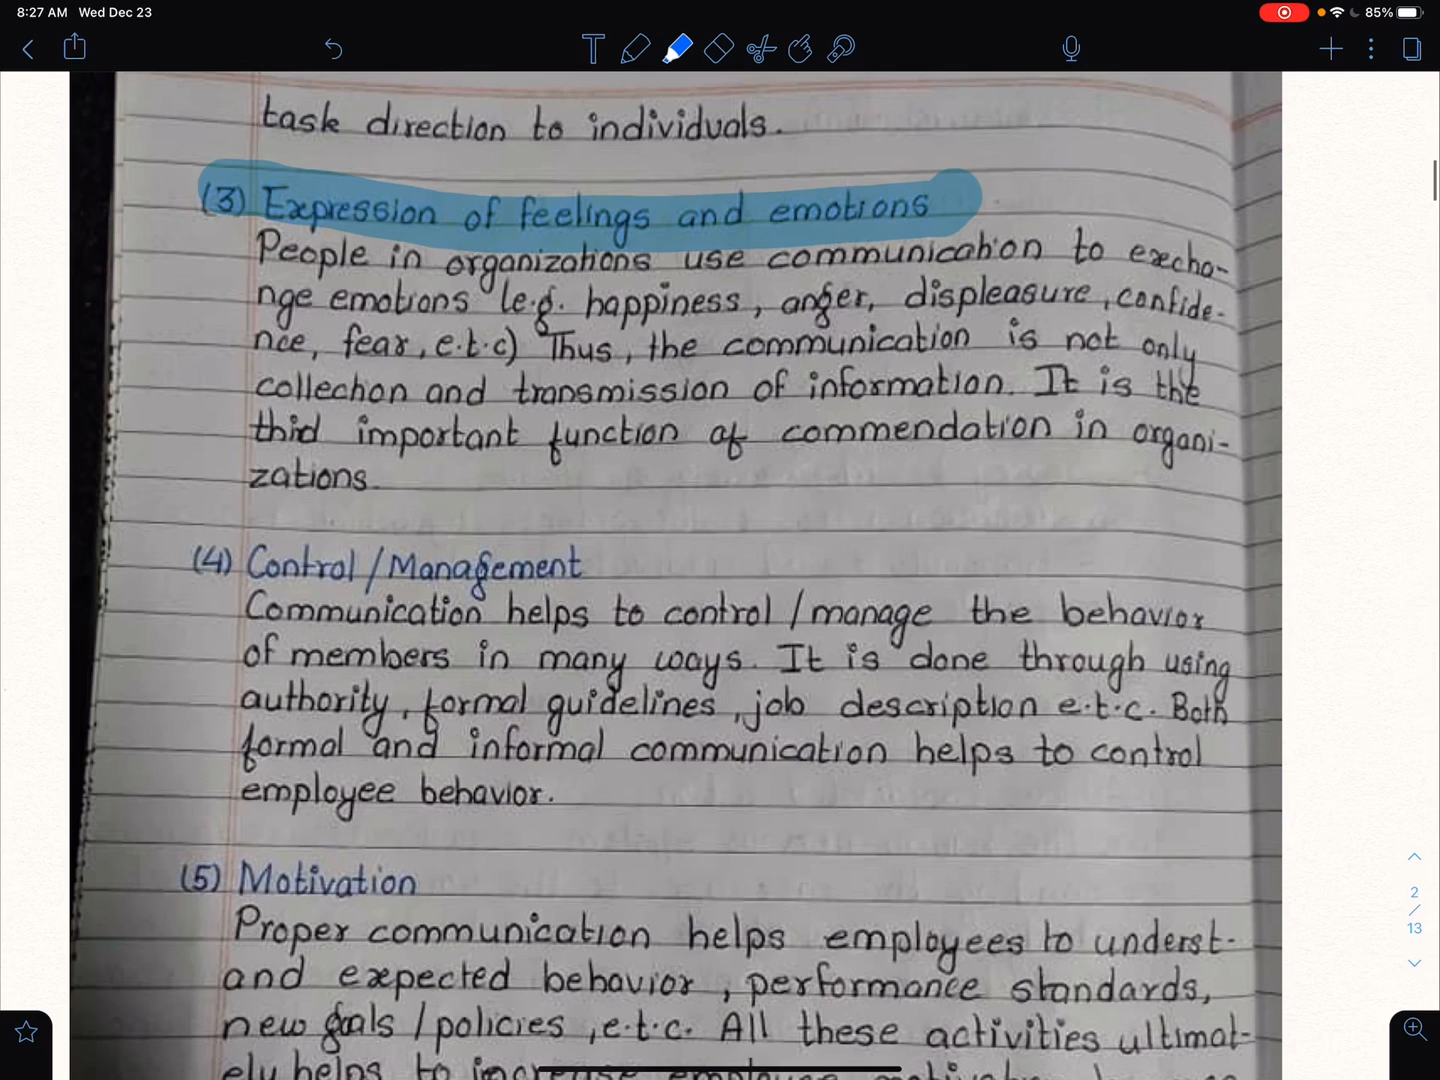 8:27 AM Wed Dec 23
85%
task direction to individuals.
(3) Expression of feelings and emotions
People in organizations use communication to excha-
nge emotions (e.g. happiness, anger, displeasure, confide-
nce, fear, e.t.c) Thus, the communication is not only
collection and transmission of information. It is the
third important function of commendation in organi-
zations.
(4) Control / Management
Communication helps to control / manage the behavior
of members in many ways. It is done through using
authority, formal guidelines, job description e.t.c. Both
formal and informal communication helps to control
employee behavior.
(5) Motivation
Proper communication helps employees to underst-
and expected behavior, performance standards,
new goals / policies, e.t.c. All these activities ultimat-
ely helps to increase employee
2
/
13